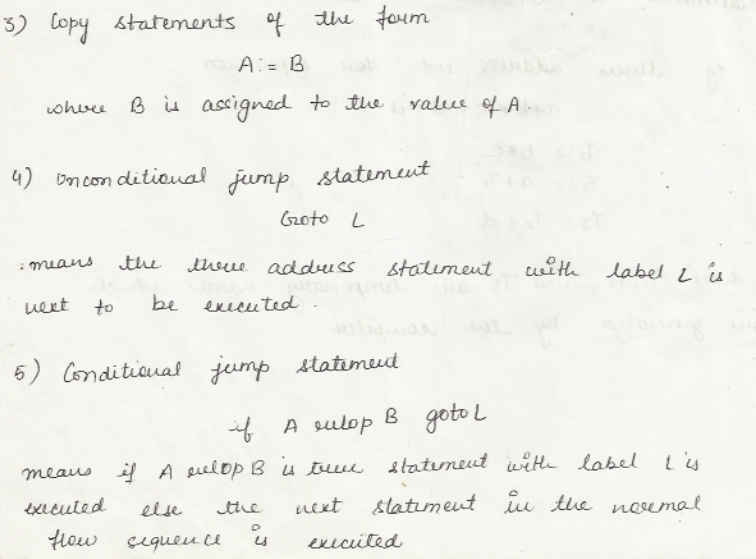 3) Copy statements of the form
A := B
where B is assigned to the value of A.
4) Unconditional jump statement
Goto L
: means the three address statement with label L is
next to be executed.
5) Conditional jump statement
if A relop B goto L
means if A relop B is true statement with label L is
executed else the next statement in the normal
flow sequence is executed